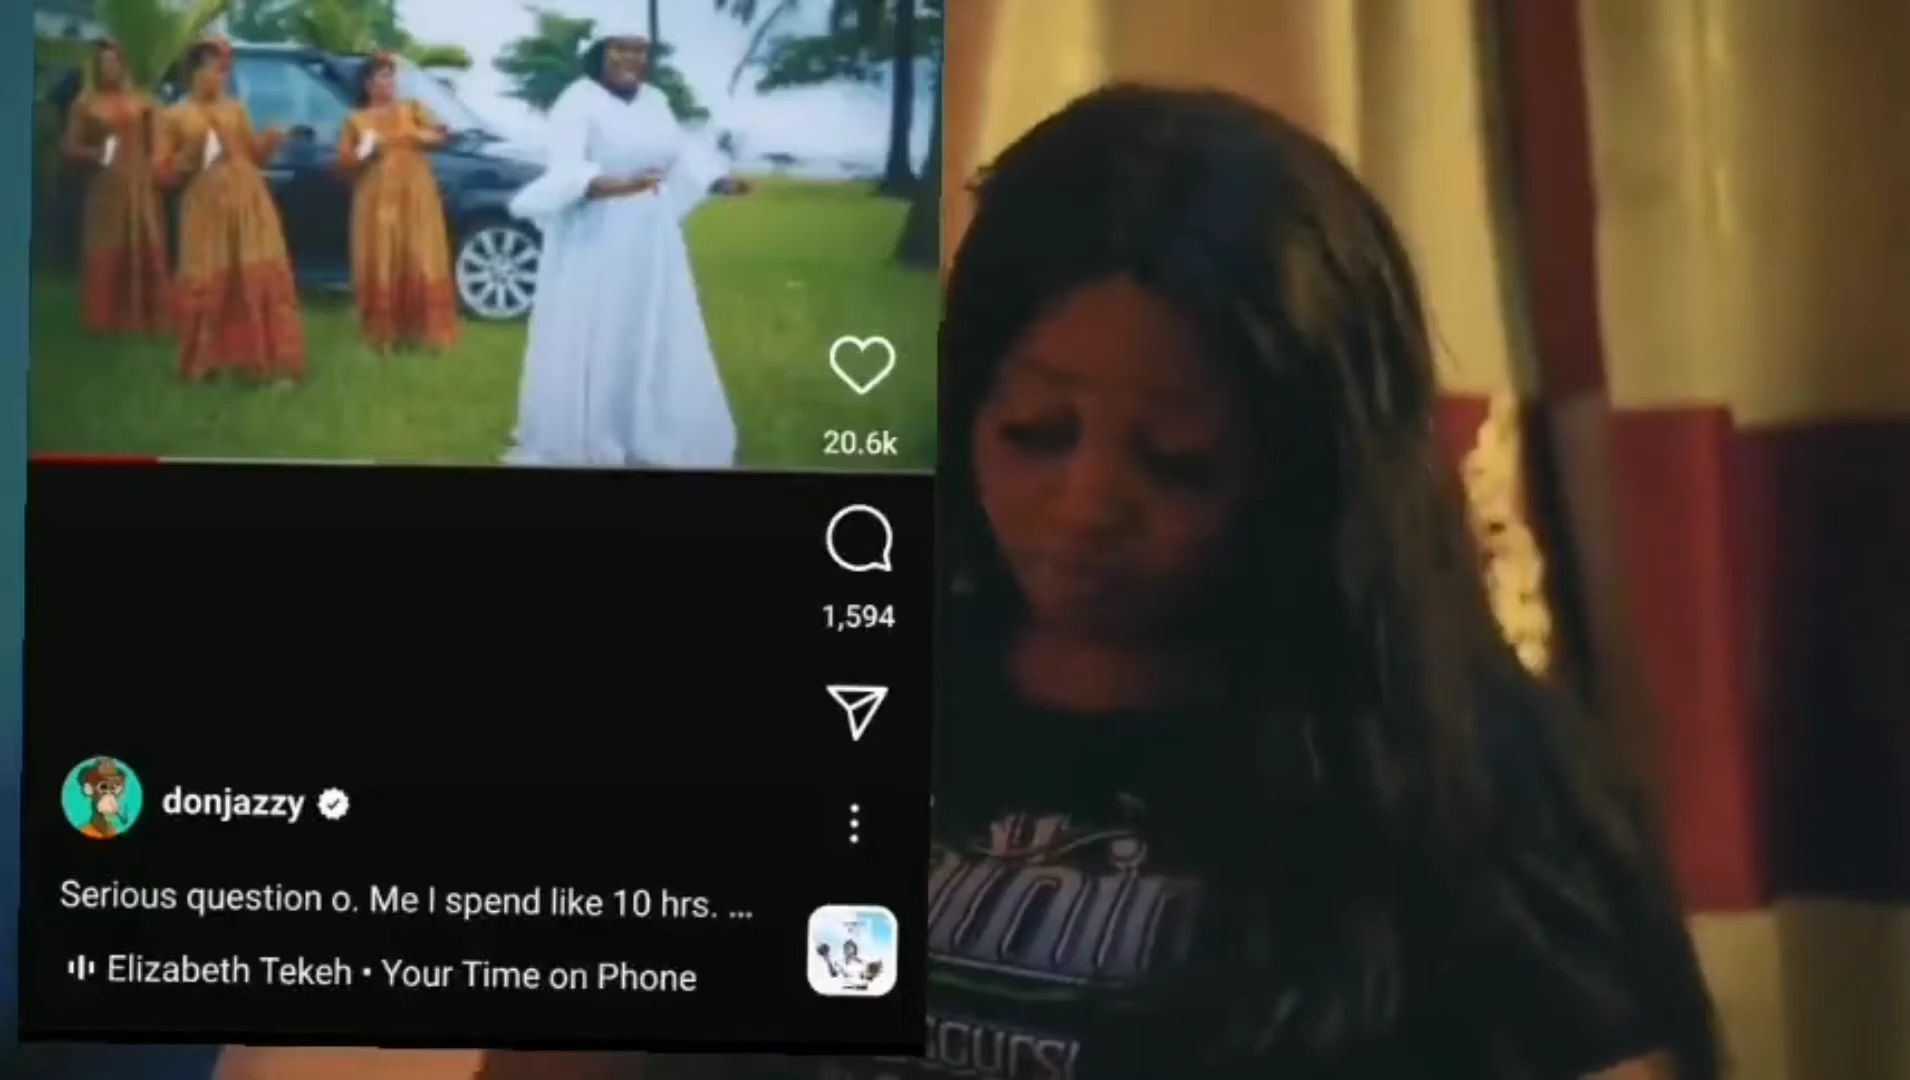 20.6k
1,594
donjazzy
Serious question o. Me I spend like 10 hrs. ...
Elizabeth Tekeh • Your Time on Phone